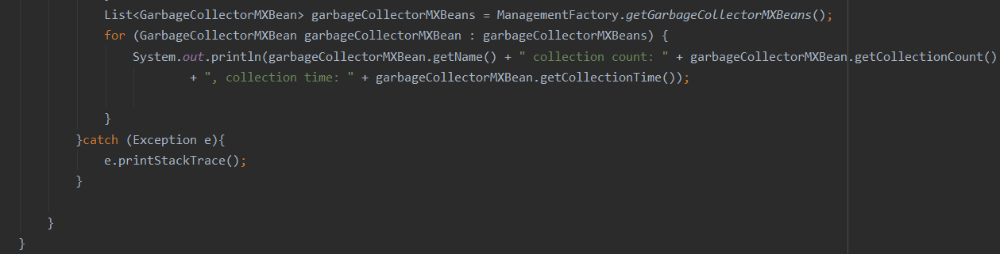 List<GarbageCollectorMXBean> garbageCollectorMXBeans = ManagementFactory.getGarbageCollectorMXBeans();
for (GarbageCollectorMXBean garbageCollectorMXBean : garbageCollectorMXBeans) {
System.out.println(garbageCollectorMXBean.getName() + " collection count: " + garbageCollectorMXBean.getCollectionCount()
+ ", collection time: " + garbageCollectorMXBean.getCollectionTime());
}
}catch (Exception e){
e.printStackTrace();
}
}
}